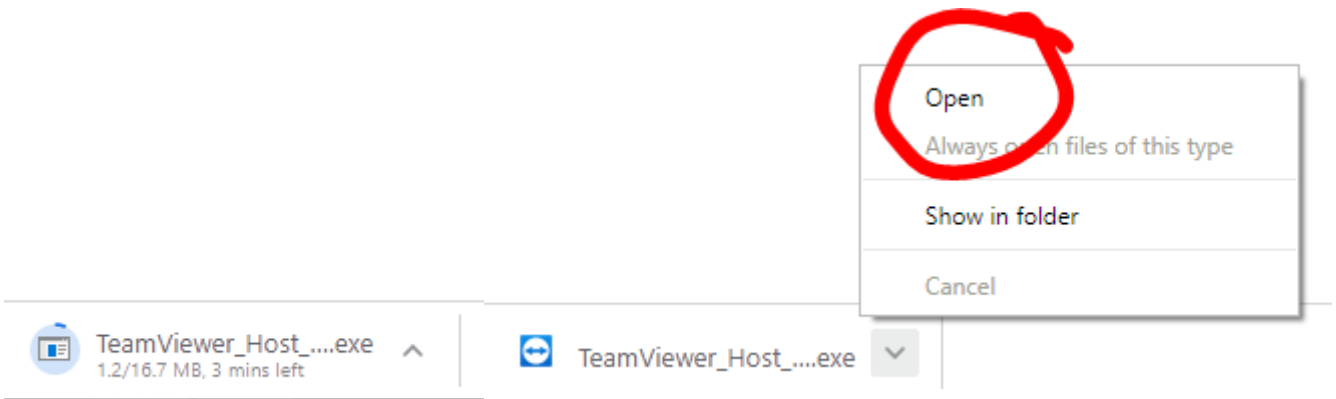 Open
Always open files of this type
Show in folder
Cancel
TeamViewer_Host_....exe
1.2/16.7 MB, 3 mins left
TeamViewer_Host_....exe